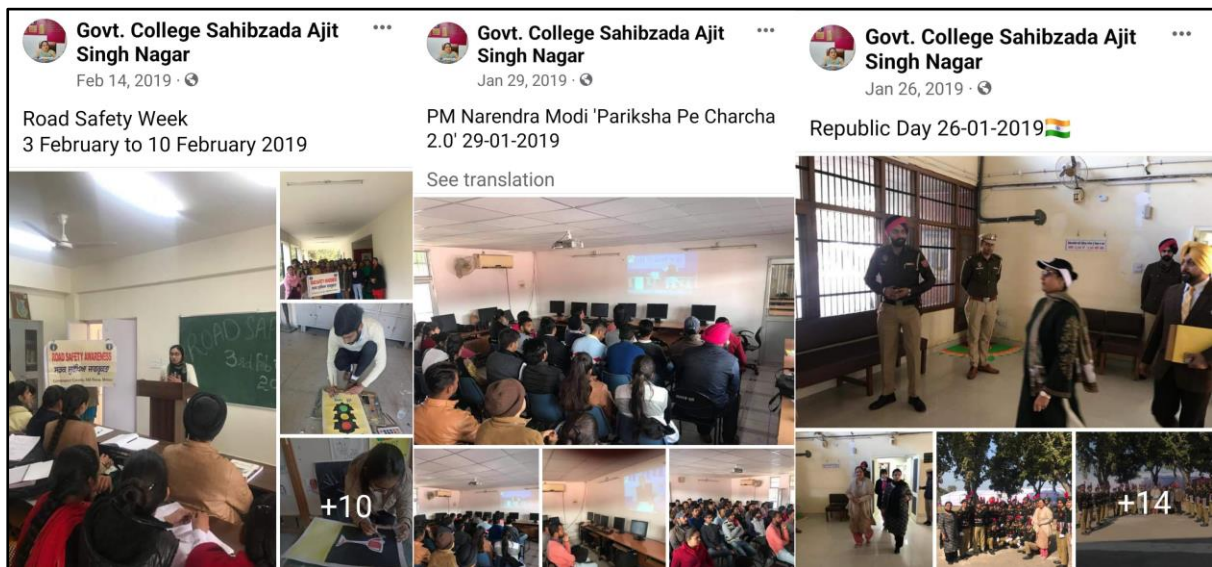 Govt. College Sahibzada Ajit
Singh Nagar
Feb 14, 2019 ·
Road Safety Week
3 February to 10 February 2019
ROAD SAFETY AWARENESS
ROAD SAF
+10
Govt. College Sahibzada Ajit
Singh Nagar
Jan 29, 2019 ·
PM Narendra Modi 'Pariksha Pe Charcha
2.0' 29-01-2019
See translation
Govt. College Sahibzada Ajit
Singh Nagar
Jan 26, 2019 ·
Republic Day 26-01-2019🇮🇳
+14